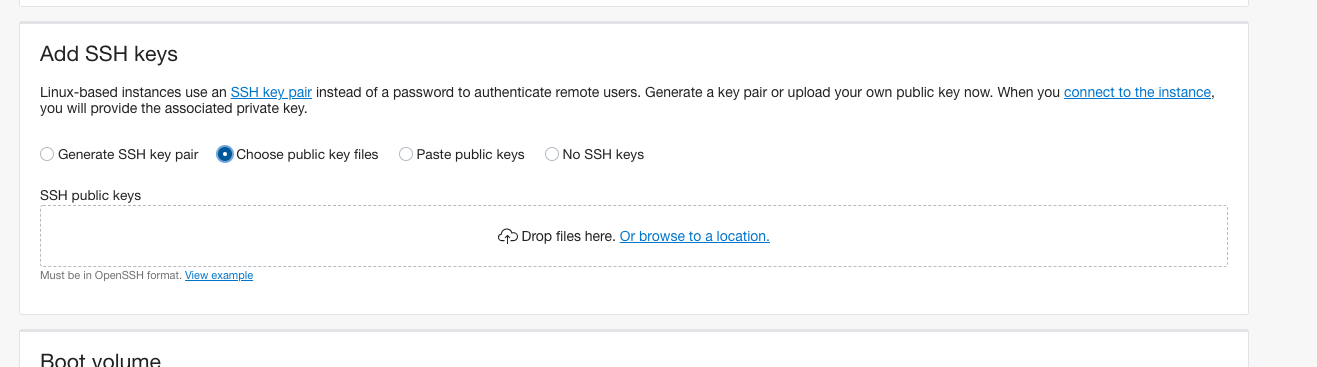 Add SSH keys
Linux-based instances use an SSH key pair instead of a password to authenticate remote users. Generate a key pair or upload your own public key now. When you connect to the instance,
you will provide the associated private key.
Generate SSH key pair Choose public key files Paste public keys No SSH keys
SSH public keys
Drop files here. Or browse to a location.
Must be in OpenSSH format. View example
Boot volume